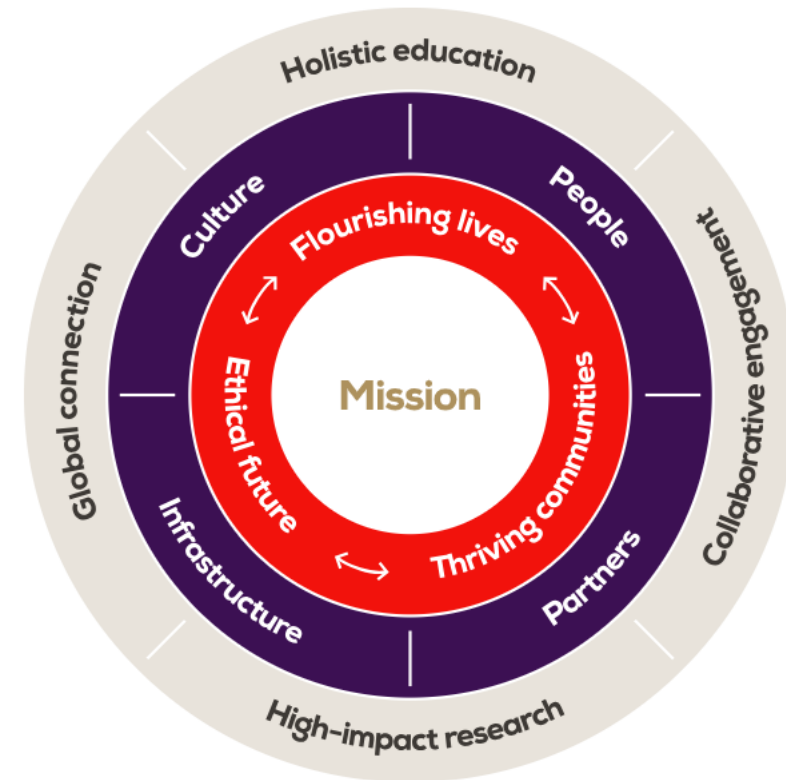 Holistic education
Collaborative engagement
High-impact research
Global connection
Culture
People
Partners
Infrastructure
Flourishing lives
Thriving communities
Ethical future
Mission